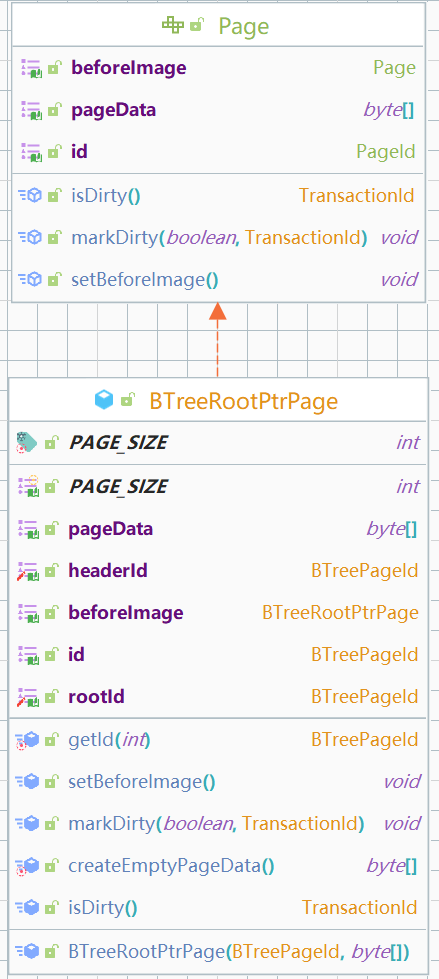 Page
beforeImage Page
pageData byte[]
id PageId
isDirty() TransactionId
markDirty(boolean, TransactionId) void
setBeforeImage() void
BTreeRootPtrPage
PAGE_SIZE int
PAGE_SIZE int
pageData byte[]
headerId BTreePageId
beforeImage BTreeRootPtrPage
id BTreePageId
rootId BTreePageId
getId(int) BTreePageId
setBeforeImage() void
markDirty(boolean, TransactionId) void
createEmptyPageData() byte[]
isDirty() TransactionId
BTreeRootPtrPage(BTreePageId, byte[])